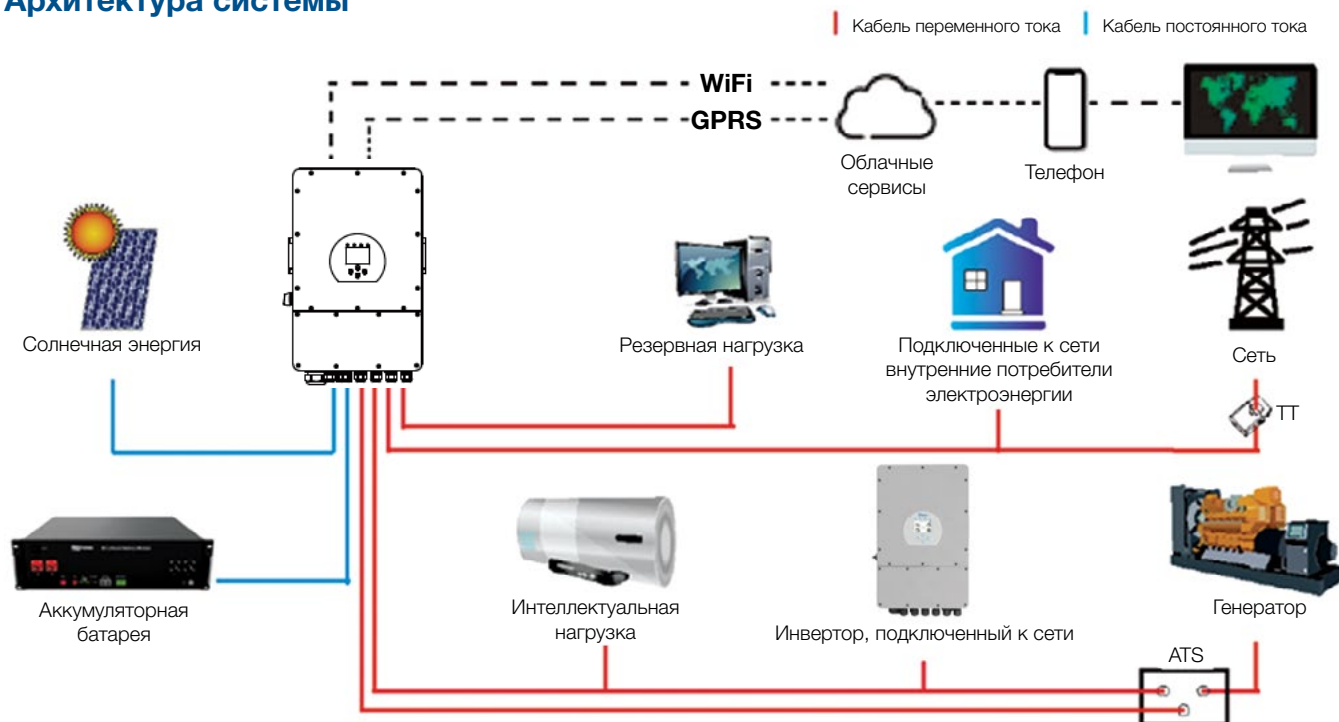 Архитектура системы
Кабель переменного тока
Кабель постоянного тока
WiFi
GPRS
Облачные
сервисы
Телефон
Солнечная энергия
Резервная нагрузка
Подключенные к сети
внутренние потребители
электроэнергии
Сеть
ТТ
Аккумуляторная
батарея
Интеллектуальная
нагрузка
Инвертор, подключенный к сети
Генератор
ATS